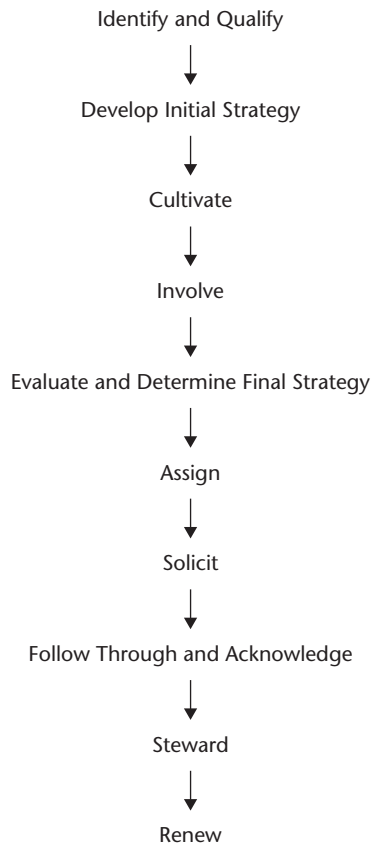 Identify and Qualify
Develop Initial Strategy
Cultivate
Involve
Evaluate and Determine Final Strategy
Assign
Solicit
Follow Through and Acknowledge
Steward
Renew